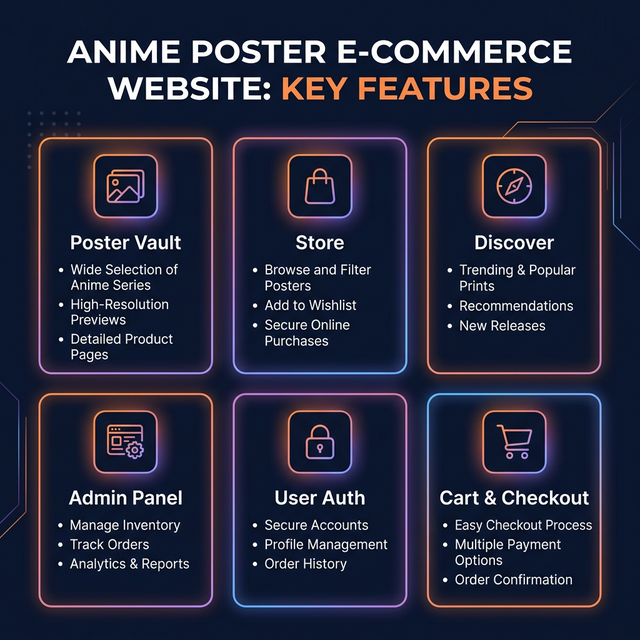 ANIME POSTER E-COMMERCE
WEBSITE: KEY FEATURES
Poster Vault
• Wide Selection of
Anime Series
• High-Resolution
Previews
• Detailed Product
Pages
Store
• Browse and Filter
Posters
• Add to Wishlist
• Secure Online
Purchases
Discover
• Trending & Popular
Prints
• Recommendations
• New Releases
Admin Panel
• Manage Inventory
• Track Orders
• Analytics & Reports
User Auth
• Secure Accounts
• Profile Management
• Order History
Cart & Checkout
• Easy Checkout Process
• Multiple Payment
Options
• Order Confirmation